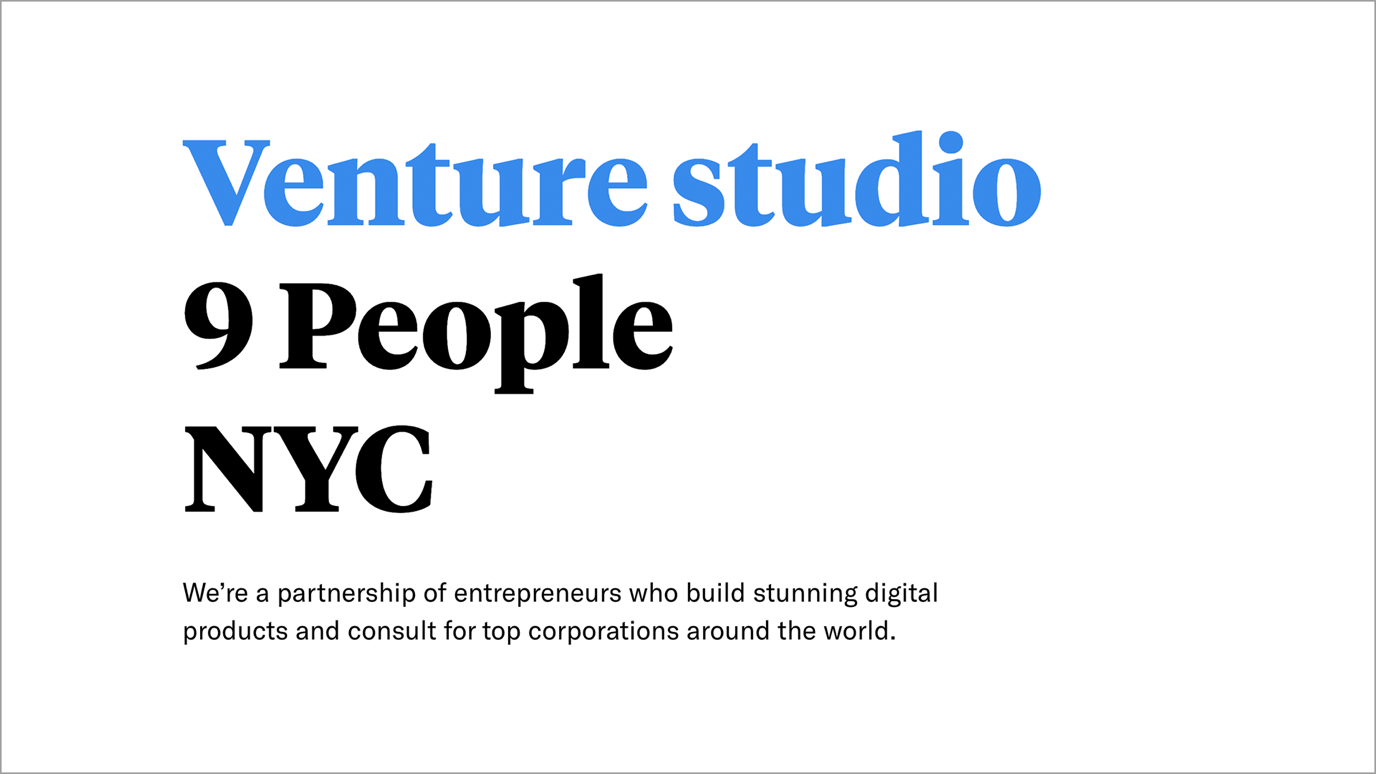 Venture studio
9 People
NYC
We’re a partnership of entrepreneurs who build stunning digital
products and consult for top corporations around the world.